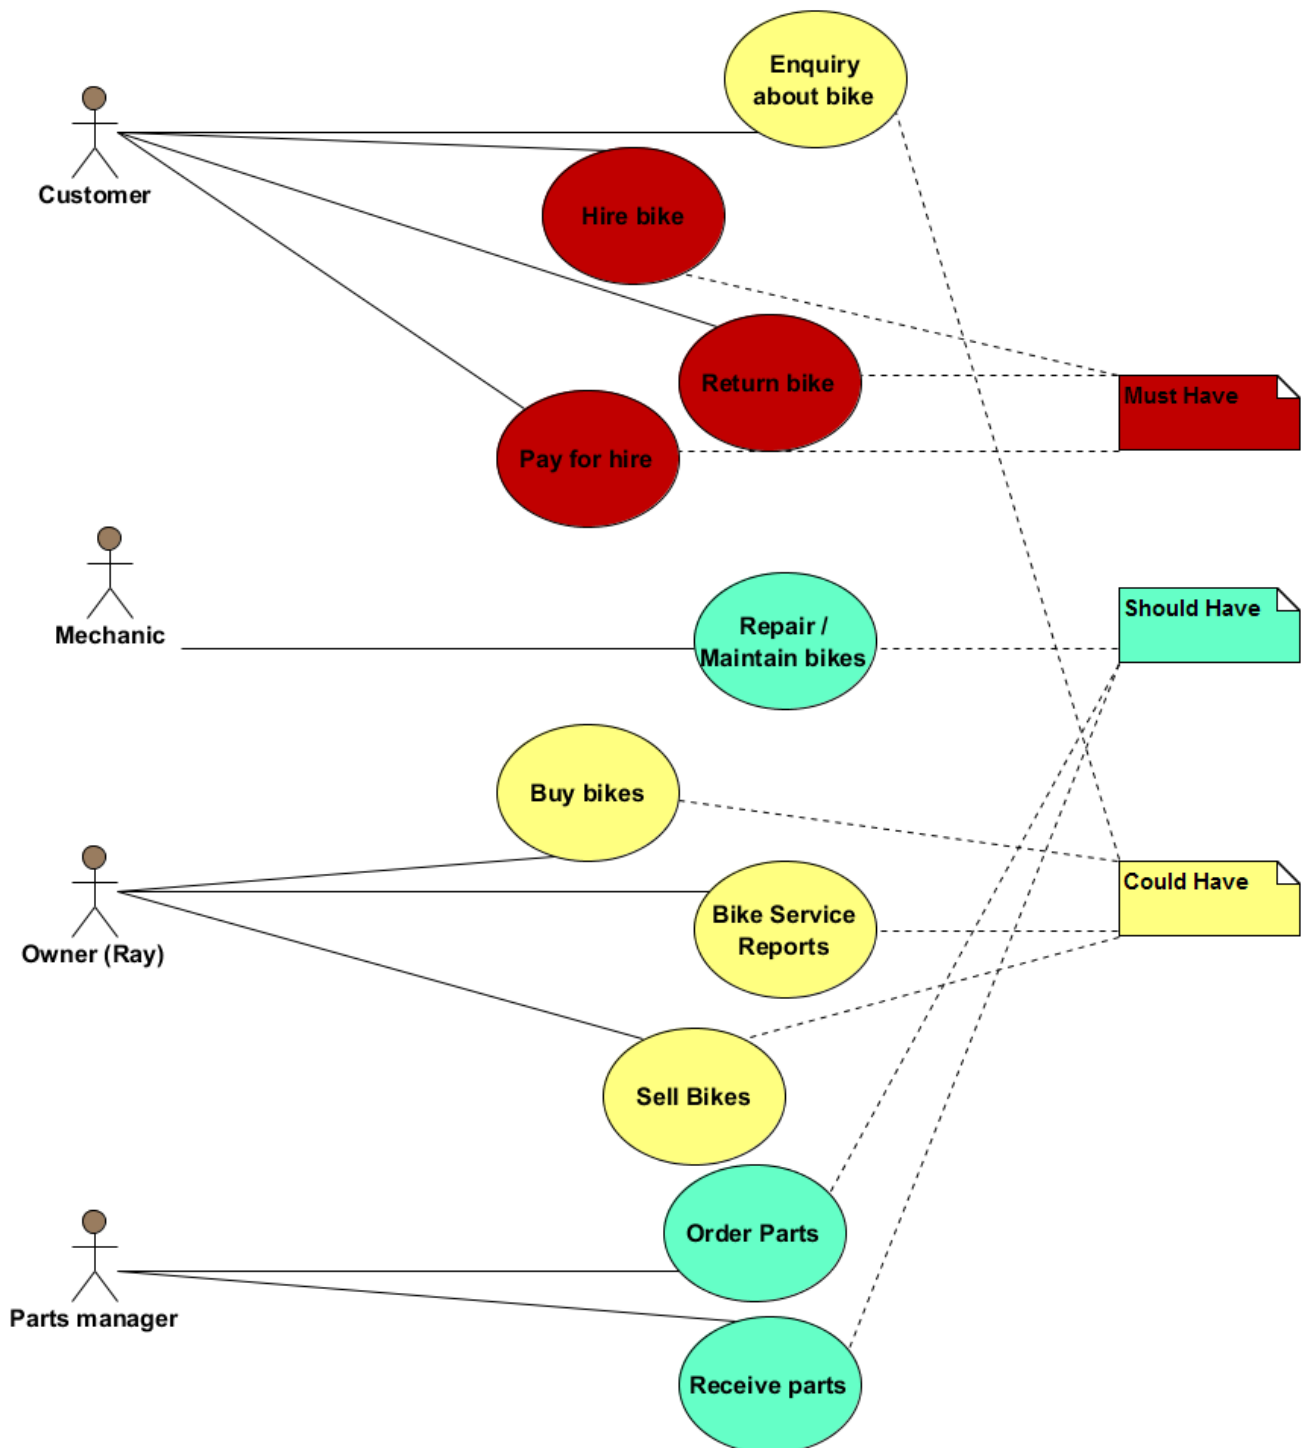 Enquiry
about bike
Customer
Hire bike
Return bike
Must Have
Pay for hire
Mechanic
Should Have
Repair /
Maintain bikes
Buy bikes
Could Have
Bike Service
Reports
Owner (Ray)
Sell Bikes
Order Parts
Parts manager
Receive parts